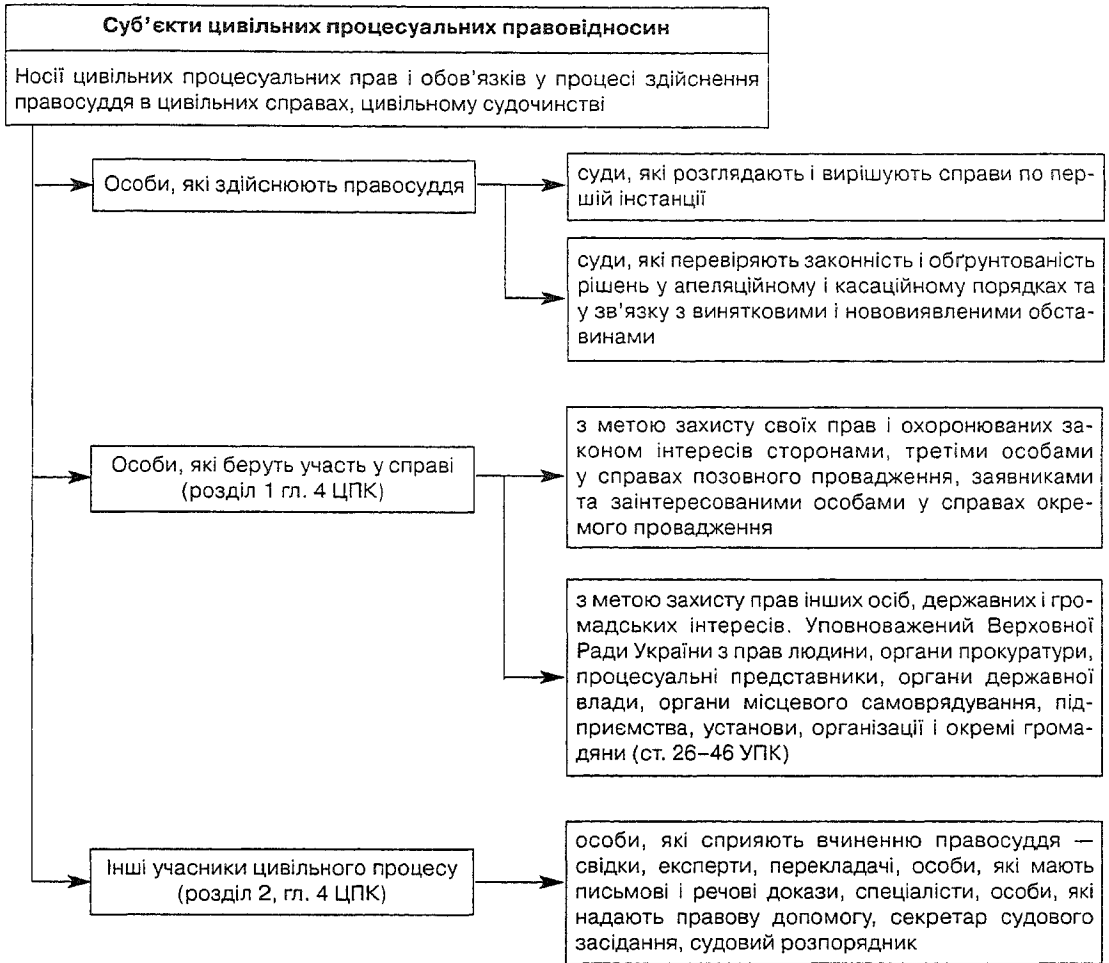 Суб'єкти цивільних процесуальних правовідносин
Носії цивільних процесуальних прав і обов'язків у процесі здійснення
правосуддя в цивільних справах, цивільному судочинстві
Особи, які здійснюють правосуддя
суди, які розглядають і вирішують справи по пер-
шій інстанції
суди, які перевіряють законність і обґрунтованість
рішень у апеляційному і касаційному порядках та
у зв'язку з винятковими і нововиявленими обста-
винами
Особи, які беруть участь у справі
(розділ 1 гл. 4 ЦПК)
з метою захисту своїх прав і охоронюваних за-
коном інтересів сторонами, третіми особами
у справах позовного провадження, заявниками
та заінтересованими особами у справах окре-
мого провадження
з метою захисту прав інших осіб, державних і гро-
мадських інтересів. Уповноважений Верховної
Ради України з прав людини, органи прокуратури,
процесуальні представники, органи державної
влади, органи місцевого самоврядування, під-
приємства, установи, організації і окремі грома-
дяни (ст. 26–46 УПК)
Інші учасники цивільного процесу
(розділ 2, гл. 4 ЦПК)
особи, які сприяють вчиненню правосуддя —
свідки, експерти, перекладачі, особи, які мають
письмові і речові докази, спеціалісти, особи, які
надають правову допомогу, секретар судового
засідання, судовий розпорядник